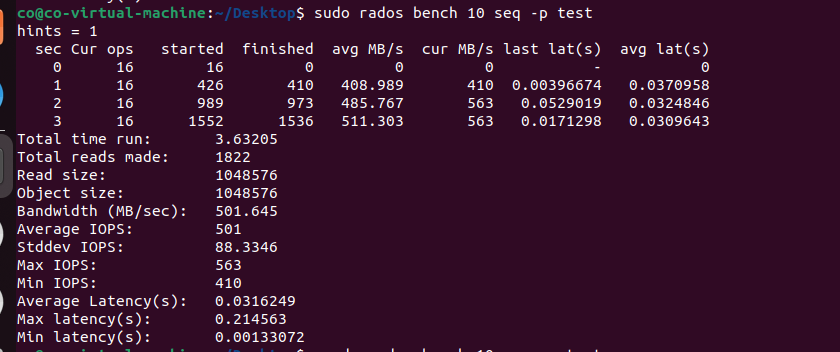 co@co-virtual-machine:~/Desktop$ sudo rados bench 10 seq -p test
hints = 1
  sec Cur ops   started  finished  avg MB/s  cur MB/s last lat(s)  avg lat(s)
    0      16        16         0         0         0           -           0
    1      16       426       410   408.989       410  0.00396674   0.0370958
    2      16       989       973   485.767       563   0.0529019   0.0324846
    3      16      1552      1536   511.303       563   0.0171298   0.0309643
Total time run:       3.63205
Total reads made:     1822
Read size:            1048576
Object size:          1048576
Bandwidth (MB/sec):   501.645
Average IOPS:         501
Stddev IOPS:          88.3346
Max IOPS:             563
Min IOPS:             410
Average Latency(s):   0.0316249
Max latency(s):       0.214563
Min latency(s):       0.00133072